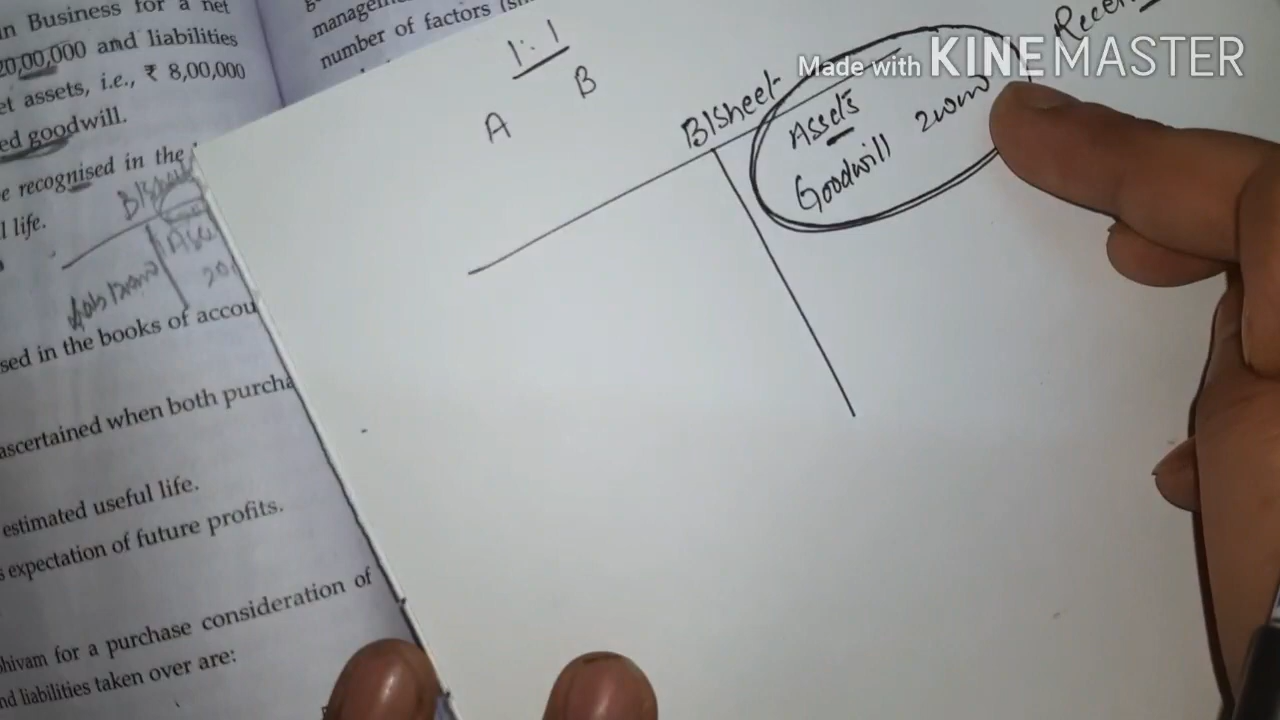 in Business for a net
20,00,000 and liabilities
et assets, i.e., ₹ 8,00,000
ed goodwill.
e recognised in the
l life.
sed in the books of accou
ascertained when both purcha
estimated useful life.
s expectation of future profits.
hivam for a purchase consideration of
nd liabilities taken over are:
number of factors
1:1
A B
B/sheet
Assets
Goodwill
Made with KINEMASTER